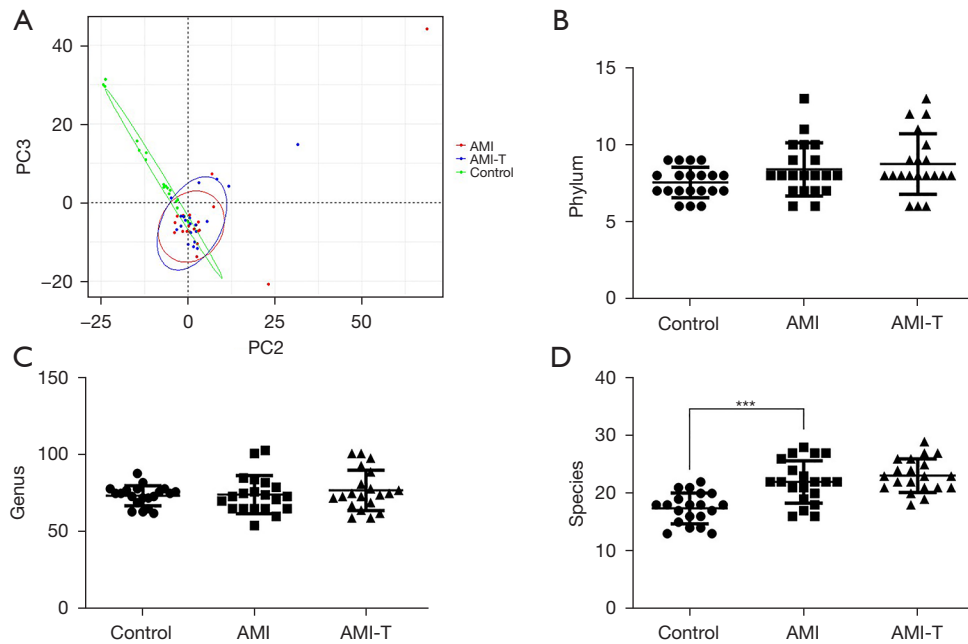 A
PC3
40
20
0
−20
−25
0
25
50
PC2
AMI
AMI-T
Control
B
Phylum
15
10
5
0
Control
AMI
AMI-T
C
Genus
150
100
50
0
Control
AMI
AMI-T
D
Species
40
30
20
10
0
***
Control
AMI
AMI-T